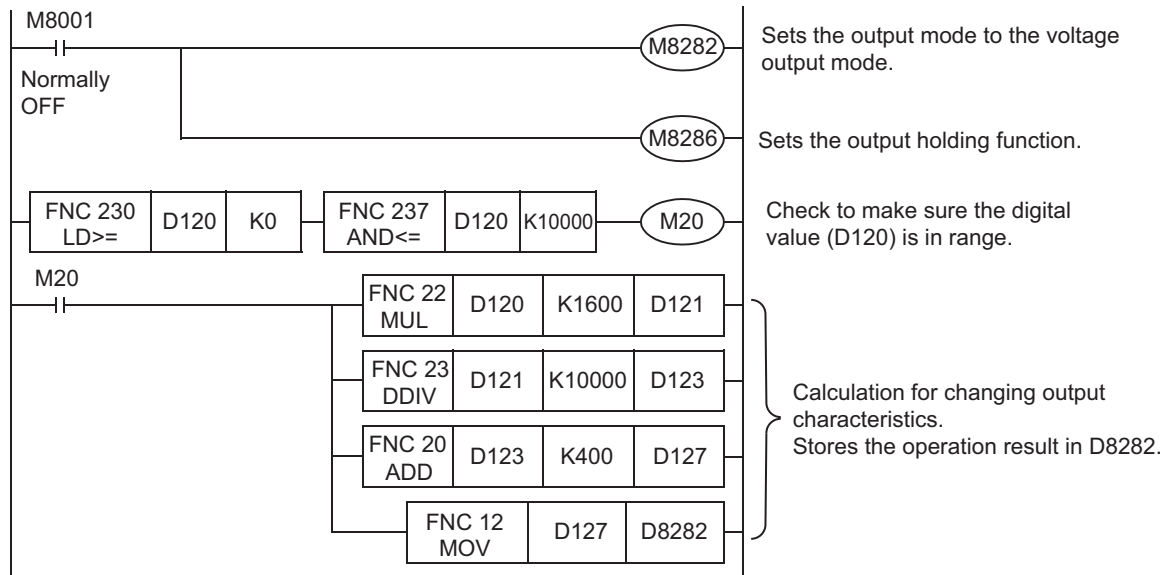 M8001
Normally
OFF
M8282
Sets the output mode to the voltage
output mode.
M8286
Sets the output holding function.
FNC 230
LD>=
D120
K0
FNC 237
AND<=
D120
K10000
M20
Check to make sure the digital
value (D120) is in range.
M20
FNC 22
MUL
D120
K1600
D121
FNC 23
DDIV
D121
K10000
D123
FNC 20
ADD
D123
K400
D127
FNC 12
MOV
D127
D8282
Calculation for changing output
characteristics.
Stores the operation result in D8282.